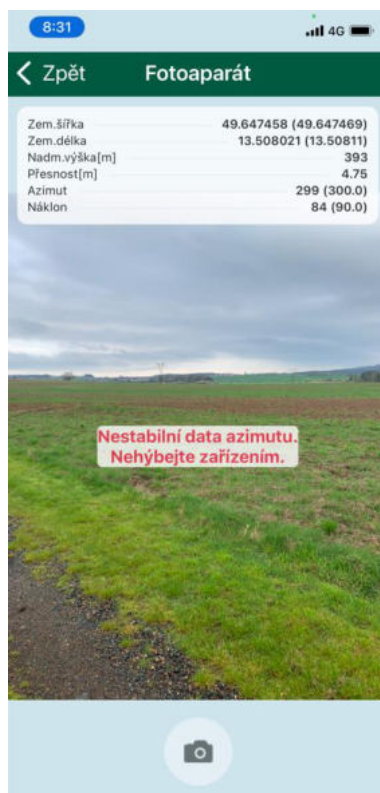 8:31
4G
Zpět
Fotoaparát
Zem.šířka 49.647458 (49.647469)
Zem.délka 13.508021 (13.50811)
Nadm.výška[m] 393
Přesnost[m] 4.75
Azimut 299 (300.0)
Náklon 84 (90.0)
Nestabilní data azimutu.
Nehýbejte zařízením.